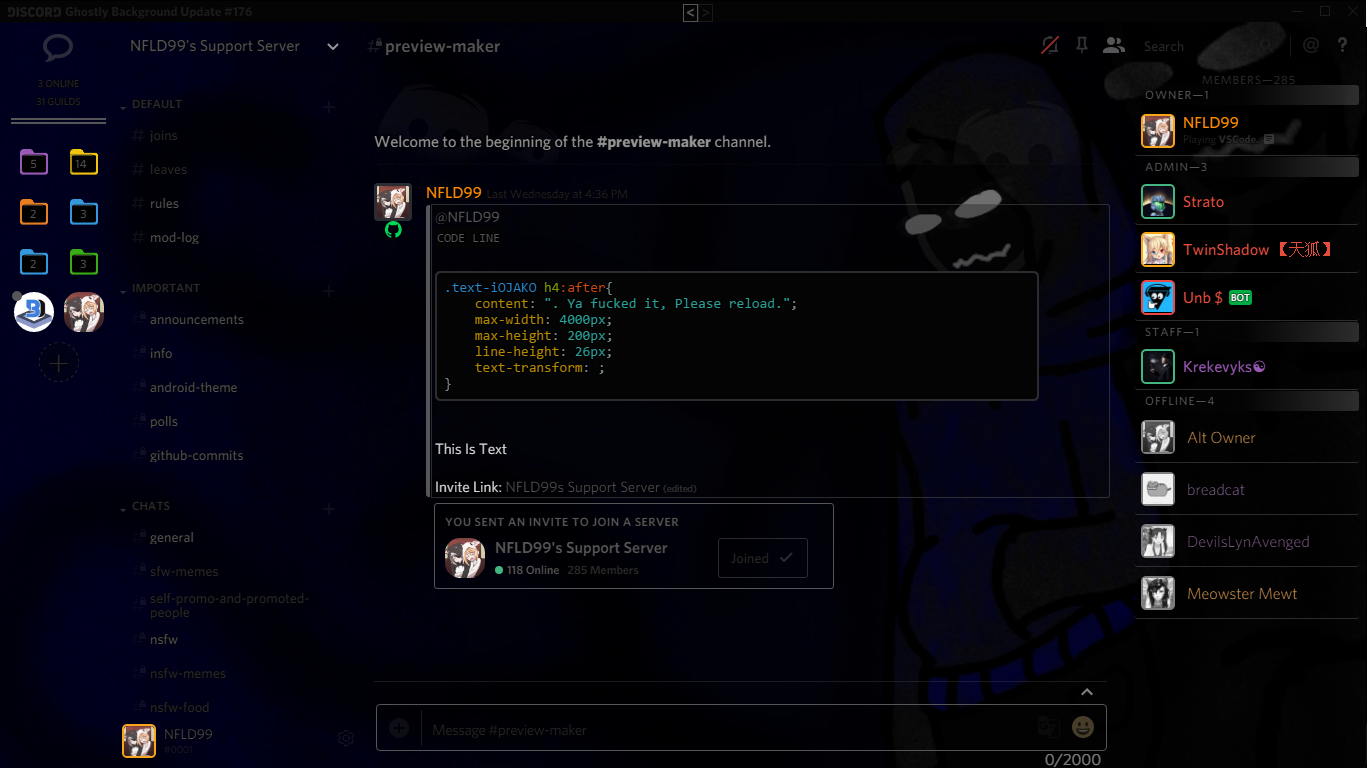 DISCORD Ghostly Background Update #176
< >
3 ONLINE
31 GUILDS
5
14
2
3
2
3
NFLD99's Support Server
DEFAULT
# joins
# leaves
rules
mod-log
IMPORTANT
announcements
info
android-theme
polls
github-commits
CHATS
general
sfw-memes
self-promo-and-promoted-
people
nsfw
nsfw-memes
nsfw-food
NFLD99
#0001
#preview-maker
Search
@ ?
Welcome to the beginning of the #preview-maker channel.
NFLD99 Last Wednesday at 4:36 PM
@NFLD99
CODE LINE
.text-iOJAKO h4:after{
content: ". Ya fucked it, Please reload.";
max-width: 4000px;
max-height: 200px;
line-height: 26px;
text-transform: ;
}
This Is Text
Invite Link: NFLD99s Support Server (edited)
YOU SENT AN INVITE TO JOIN A SERVER
NFLD99's Support Server
118 Online 285 Members
Joined
Message #preview-maker
0/2000
MEMBERS—285
OWNER—1
NFLD99
Playing VSCode
ADMIN—3
Strato
TwinShadow 【天狐】
Unb $ BOT
STAFF—1
Krekevyks☯
OFFLINE—4
Alt Owner
breadcat
DevilsLynAvenged
Meowster Mewt